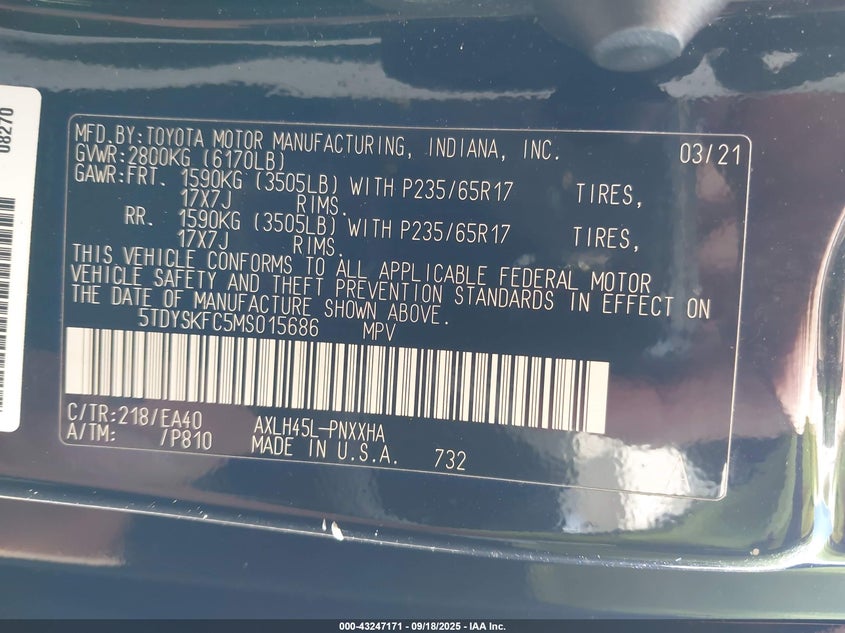 08270
MFD.BY:TOYOTA MOTOR MANUFACTURING, INDIANA, INC. 03/21
GVWR:2800KG (6170LB)
GAWR:FRT. 1590KG (3505LB) WITH P235/65R17 TIRES,
17X7J RIMS.
RR. 1590KG (3505LB) WITH P235/65R17 TIRES,
17X7J RIMS.
THIS VEHICLE CONFORMS TO ALL APPLICABLE FEDERAL MOTOR
VEHICLE SAFETY AND THEFT PREVENTION STANDARDS IN EFFECT ON
THE DATE OF MANUFACTURE SHOWN ABOVE.
5TDYSKFC5MS015686 MPV
C/TR:218/EA40 AXLH45L-PNXXHA
A/TM: /P810 MADE IN U.S.A. 732
000-43247171 - 09/18/2025 - IAA Inc.